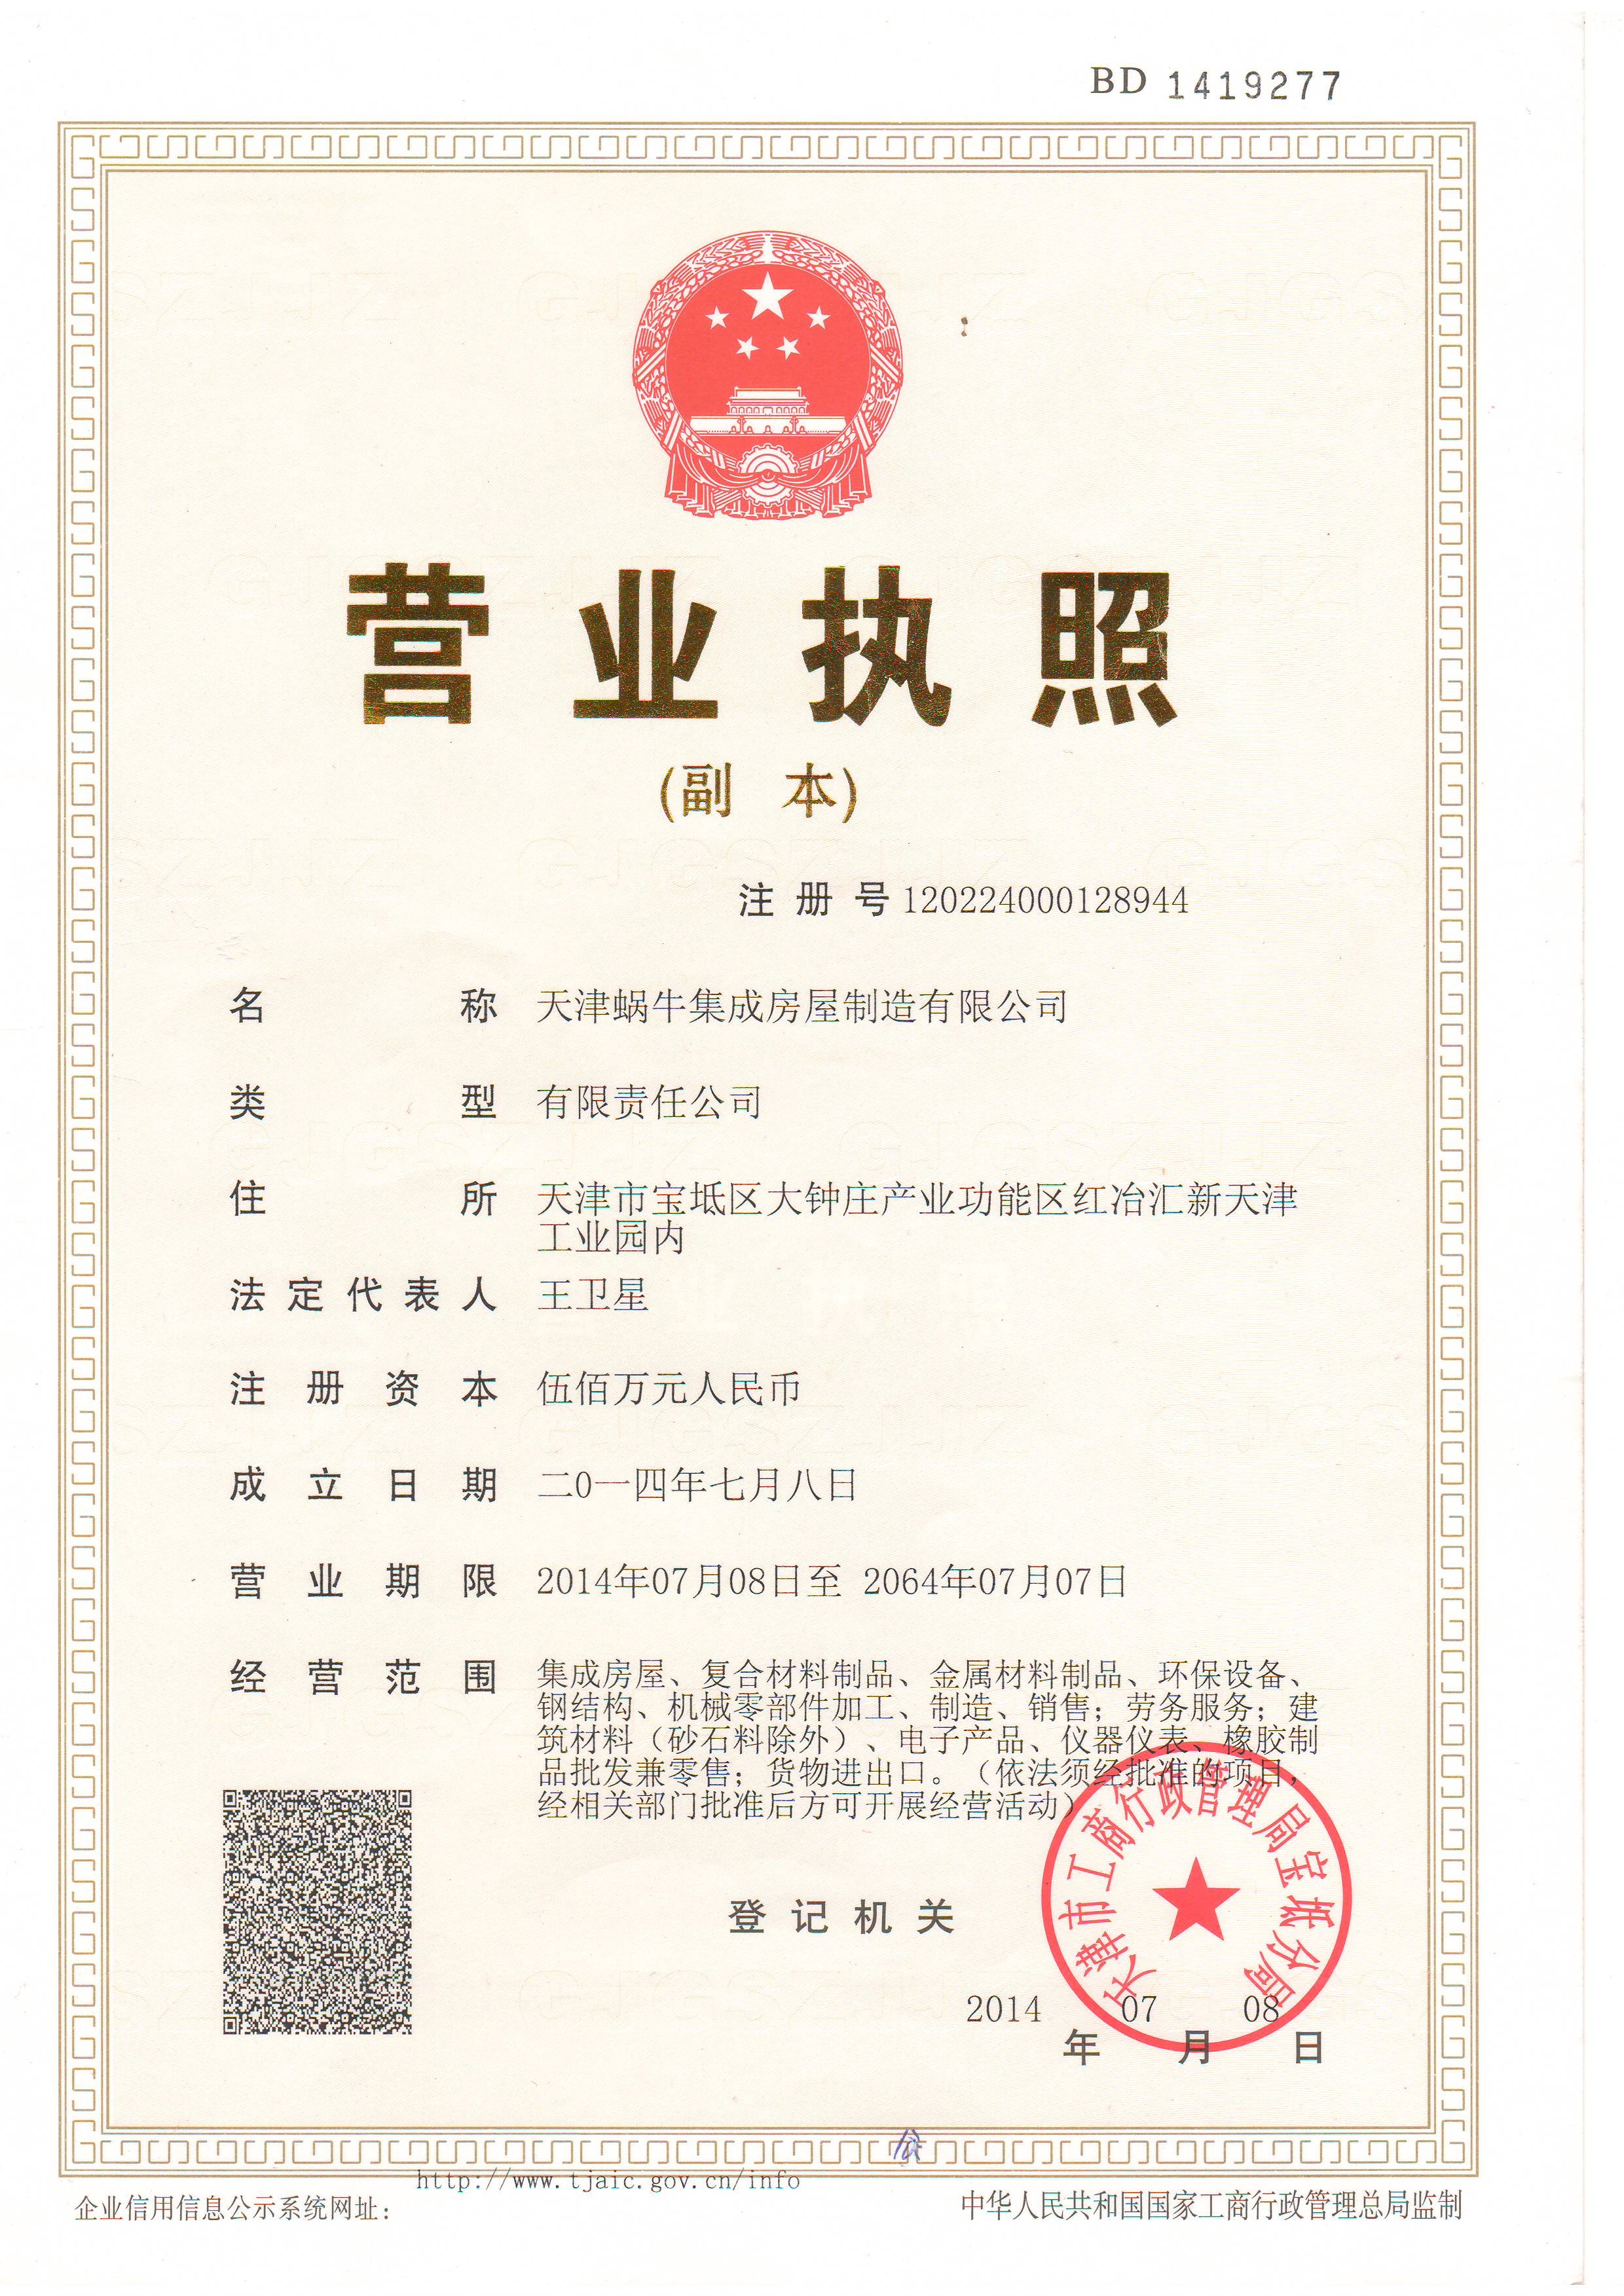 BD 1419277
营业执照
(副 本)
注 册 号 120224000128944
名 称 天津蜗牛集成房屋制造有限公司
类 型 有限责任公司
住 所 天津市宝坻区大钟庄产业功能区红冶汇新天津
工业园内
法定代表人 王卫星
注 册 资 本 伍佰万元人民币
成 立 日 期 二0一四年七月八日
营 业 期 限 2014年07月08日至 2064年07月07日
经 营 范 围 集成房屋、复合材料制品、金属材料制品、环保设备、
钢结构、机械零部件加工、制造、销售；劳务服务；建
筑材料（砂石料除外）、电子产品、仪器仪表、橡胶制
品批发兼零售；货物进出口。（依法须经批准的项目，
经相关部门批准后方可开展经营活动）
天津市工商行政管理局宝坻分局
登 记 机 关
2014 07 08
年 月 日
http://www.tjaic.gov.cn/info
企业信用信息公示系统网址：
中华人民共和国国家工商行政管理总局监制